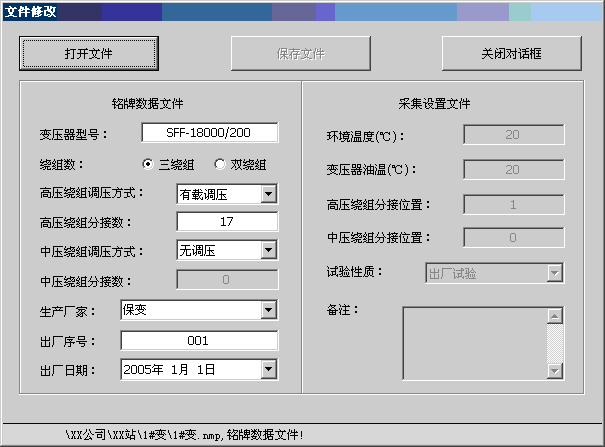 文件修改
打开文件 保存文件 关闭对话框
铭牌数据文件
变压器型号： SFF-18000/200
绕组数： 三绕组 双绕组
高压绕组调压方式： 有载调压
高压绕组分接数： 17
中压绕组调压方式： 无调压
中压绕组分接数： 0
生产厂家： 保变
出厂序号： 001
出厂日期： 2005年 1月 1日
采集设置文件
环境温度(℃)： 20
变压器油温(℃)： 20
高压绕组分接位置： 1
中压绕组分接位置： 0
试验性质： 出厂试验
备注：
\XX公司\XX站\1#变\1#变.nmp,铭牌数据文件!